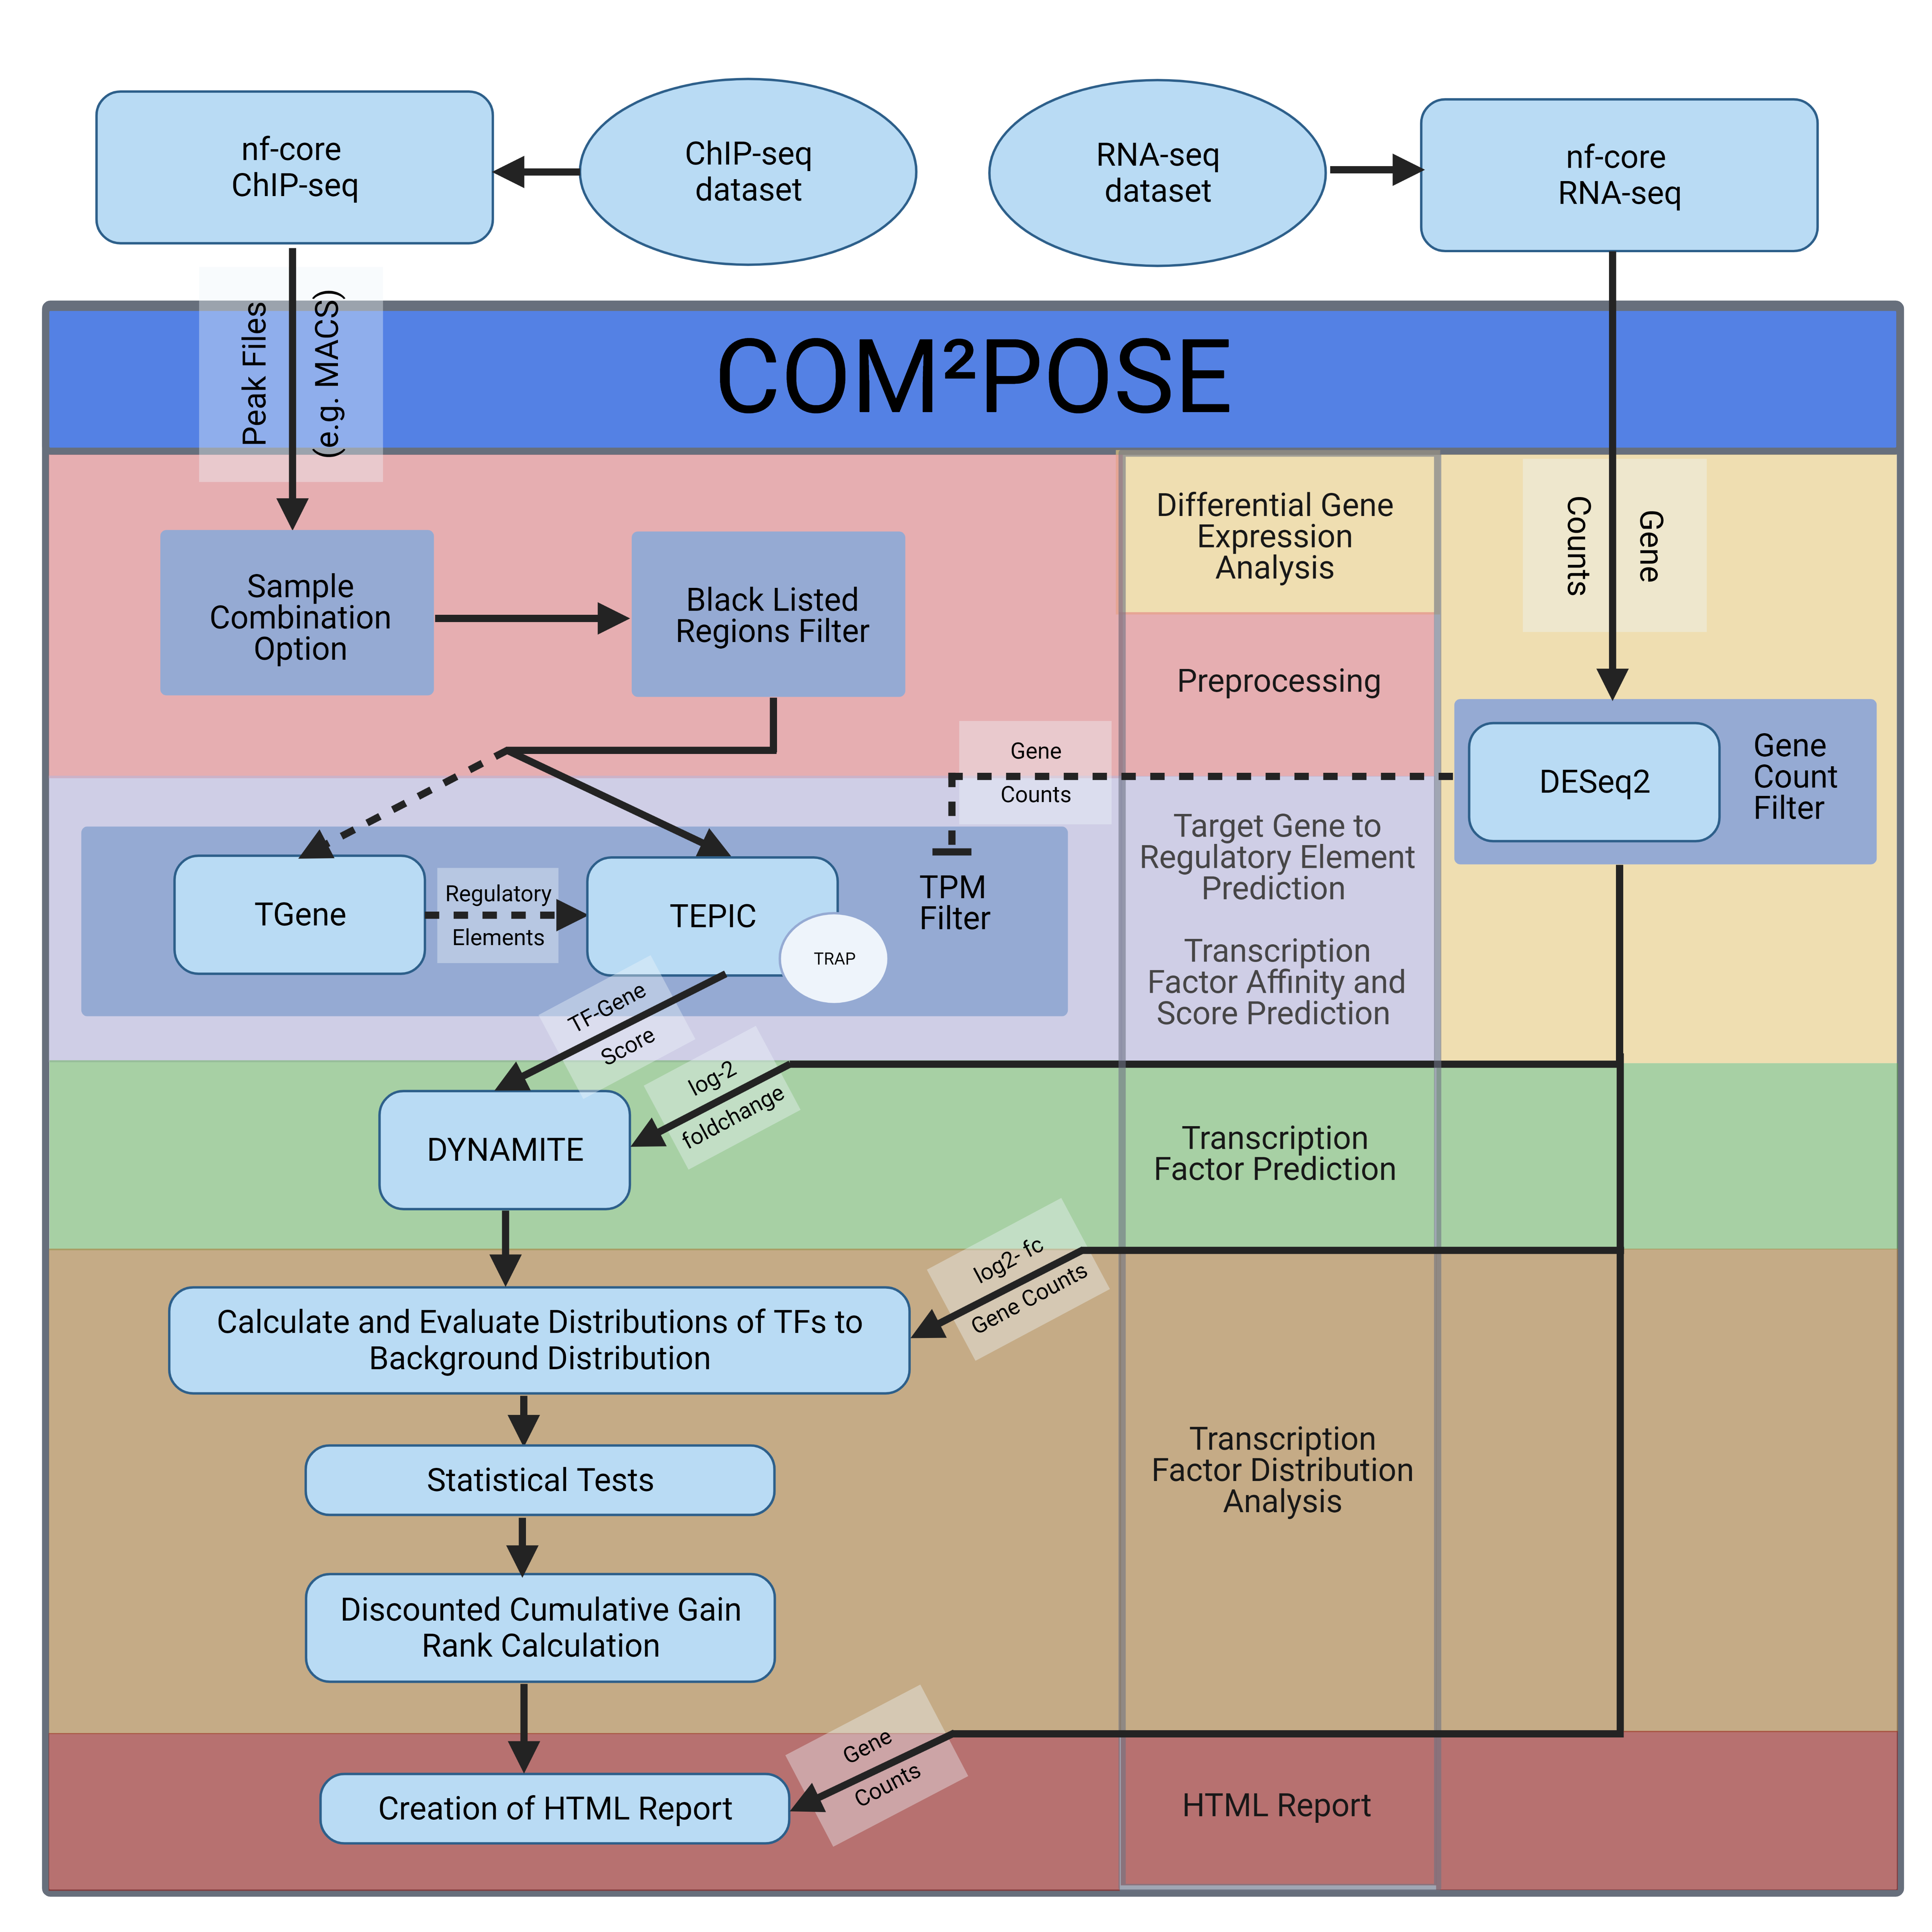 nf-core
ChIP-seq
ChIP-seq
dataset
RNA-seq
dataset
nf-core
RNA-seq
Peak Files
(e.g. MACS)
COM²POSE
Differential Gene
Expression
Analysis
Gene
Counts
Sample
Combination
Option
Black Listed
Regions Filter
Preprocessing
Gene
Counts
DESeq2
Gene
Count
Filter
TGene
Regulatory
Elements
TEPIC
TRAP
TPM
Filter
Target Gene to
Regulatory Element
Prediction
Transcription
Factor Affinity and
Score Prediction
TF-Gene
Score
log-2
foldchange
DYNAMITE
Transcription
Factor Prediction
log2- fc
Gene Counts
Calculate and Evaluate Distributions of TFs to
Background Distribution
Statistical Tests
Transcription
Factor Distribution
Analysis
Discounted Cumulative Gain
Rank Calculation
Gene
Counts
Creation of HTML Report
HTML Report